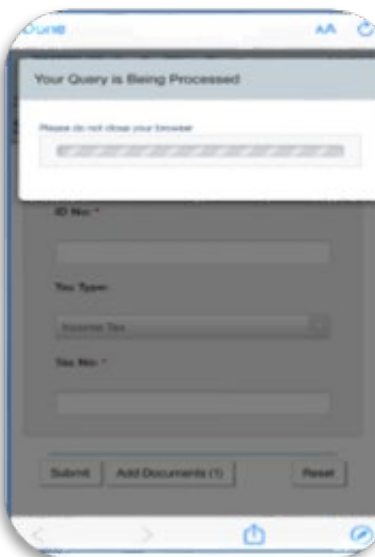 Done AA
Your Query is Being Processed
Please do not close your browser
ID No: *
Tax Type:
Income Tax
Tax No: *
Submit Add Documents (1) Reset